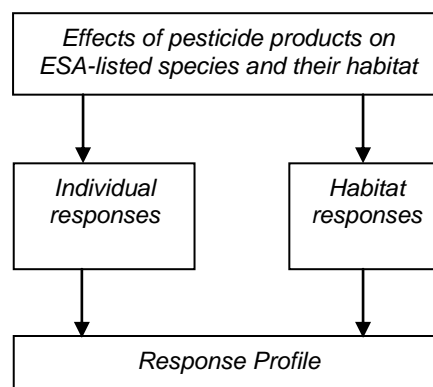 Effects of pesticide products on
ESA-listed species and their habitat
Individual
responses
Habitat
responses
Response Profile